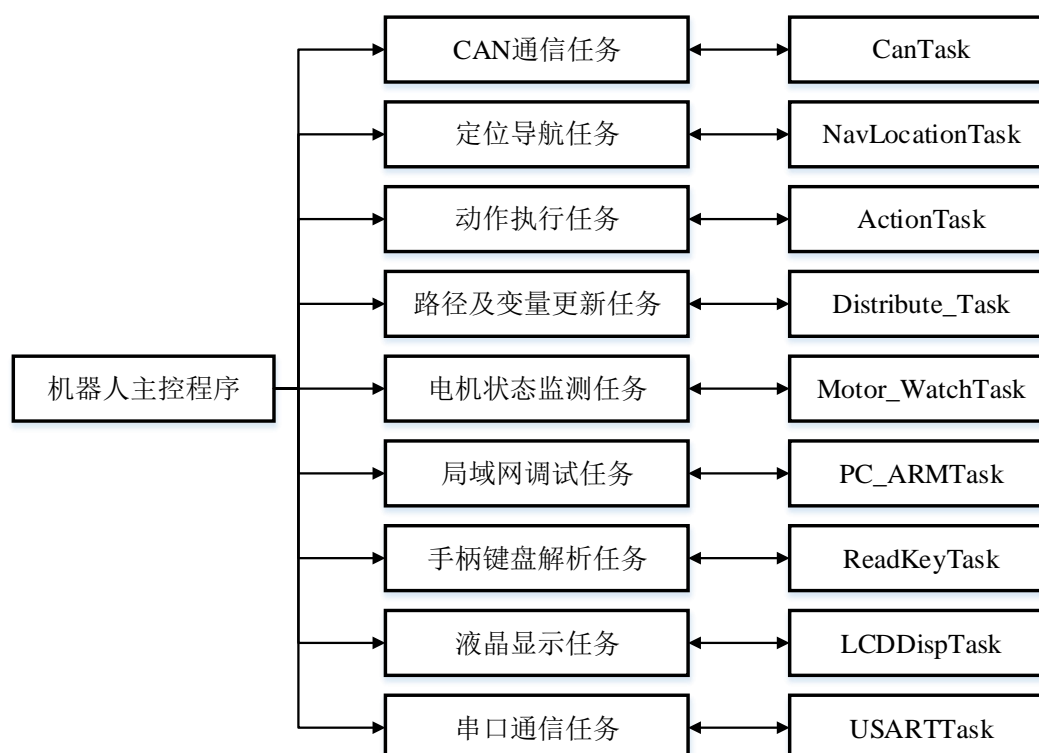 CAN通信任务
CanTask
定位导航任务
NavLocationTask
动作执行任务
ActionTask
路径及变量更新任务
Distribute_Task
机器人主控程序
电机状态监测任务
Motor_WatchTask
局域网调试任务
PC_ARMTask
手柄键盘解析任务
ReadKeyTask
液晶显示任务
LCDDispTask
串口通信任务
USARTTask